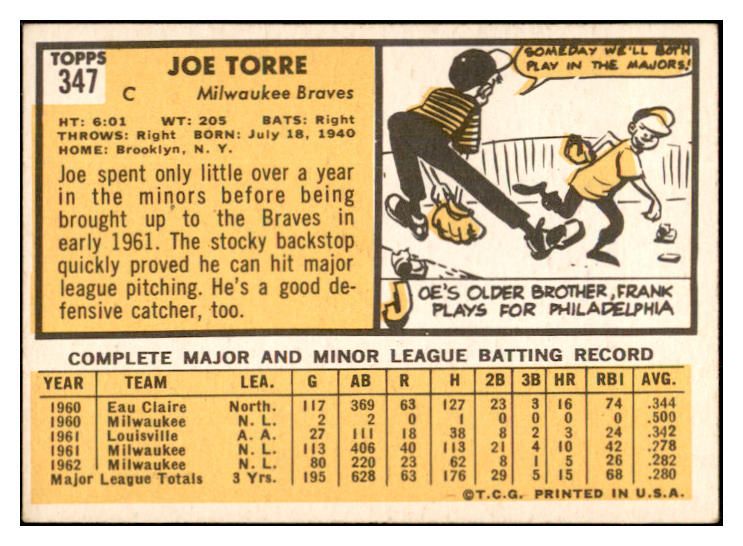 TOPPS
347
JOE TORRE
C Milwaukee Braves
HT: 6:01 WT: 205 BATS: Right
THROWS: Right BORN: July 18, 1940
HOME: Brooklyn, N. Y.
Joe spent only little over a year
in the minors before being
brought up to the Braves in
early 1961. The stocky backstop
quickly proved he can hit major
league pitching. He's a good de-
fensive catcher, too.
SOMEDAY WE'LL BOTH
PLAY IN THE MAJORS!
JOE'S OLDER BROTHER, FRANK
PLAYS FOR PHILADELPHIA
COMPLETE MAJOR AND MINOR LEAGUE BATTING RECORD
YEAR TEAM LEA. G AB R H 2B 3B HR RBI AVG.
1960 Eau Claire North. 117 369 63 127 23 3 16 74 .344
1960 Milwaukee N. L. 2 2 0 1 0 0 0 0 .500
1961 Louisville A. A. 27 111 18 38 8 2 3 24 .342
1961 Milwaukee N. L. 113 406 40 113 21 4 10 42 .278
1962 Milwaukee N. L. 80 220 23 62 8 1 5 26 .282
Major League Totals 3 Yrs. 195 628 63 176 29 5 15 68 .280
©T.C.G. PRINTED IN U.S.A.